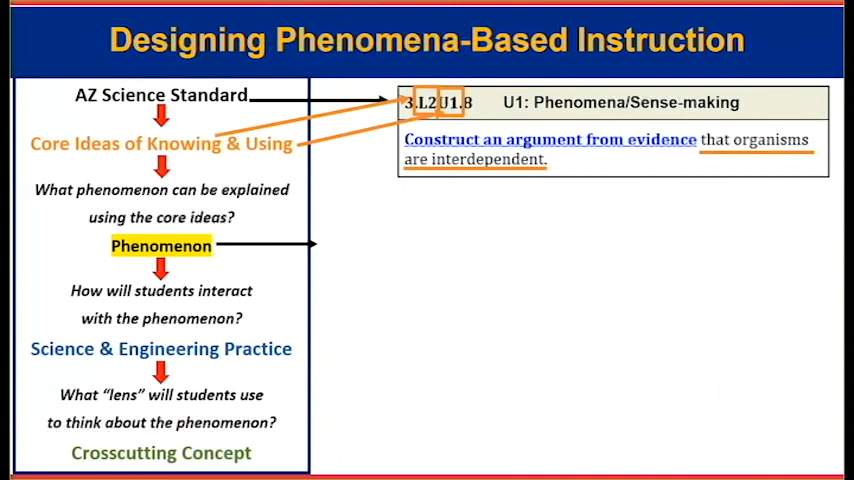 Designing Phenomena-Based Instruction
AZ Science Standard
Core Ideas of Knowing & Using
What phenomenon can be explained
using the core ideas?
Phenomenon
How will students interact
with the phenomenon?
Science & Engineering Practice
What “lens” will students use
to think about the phenomenon?
Crosscutting Concept
3.L2U1.8 U1: Phenomena/Sense-making
Construct an argument from evidence that organisms
are interdependent.